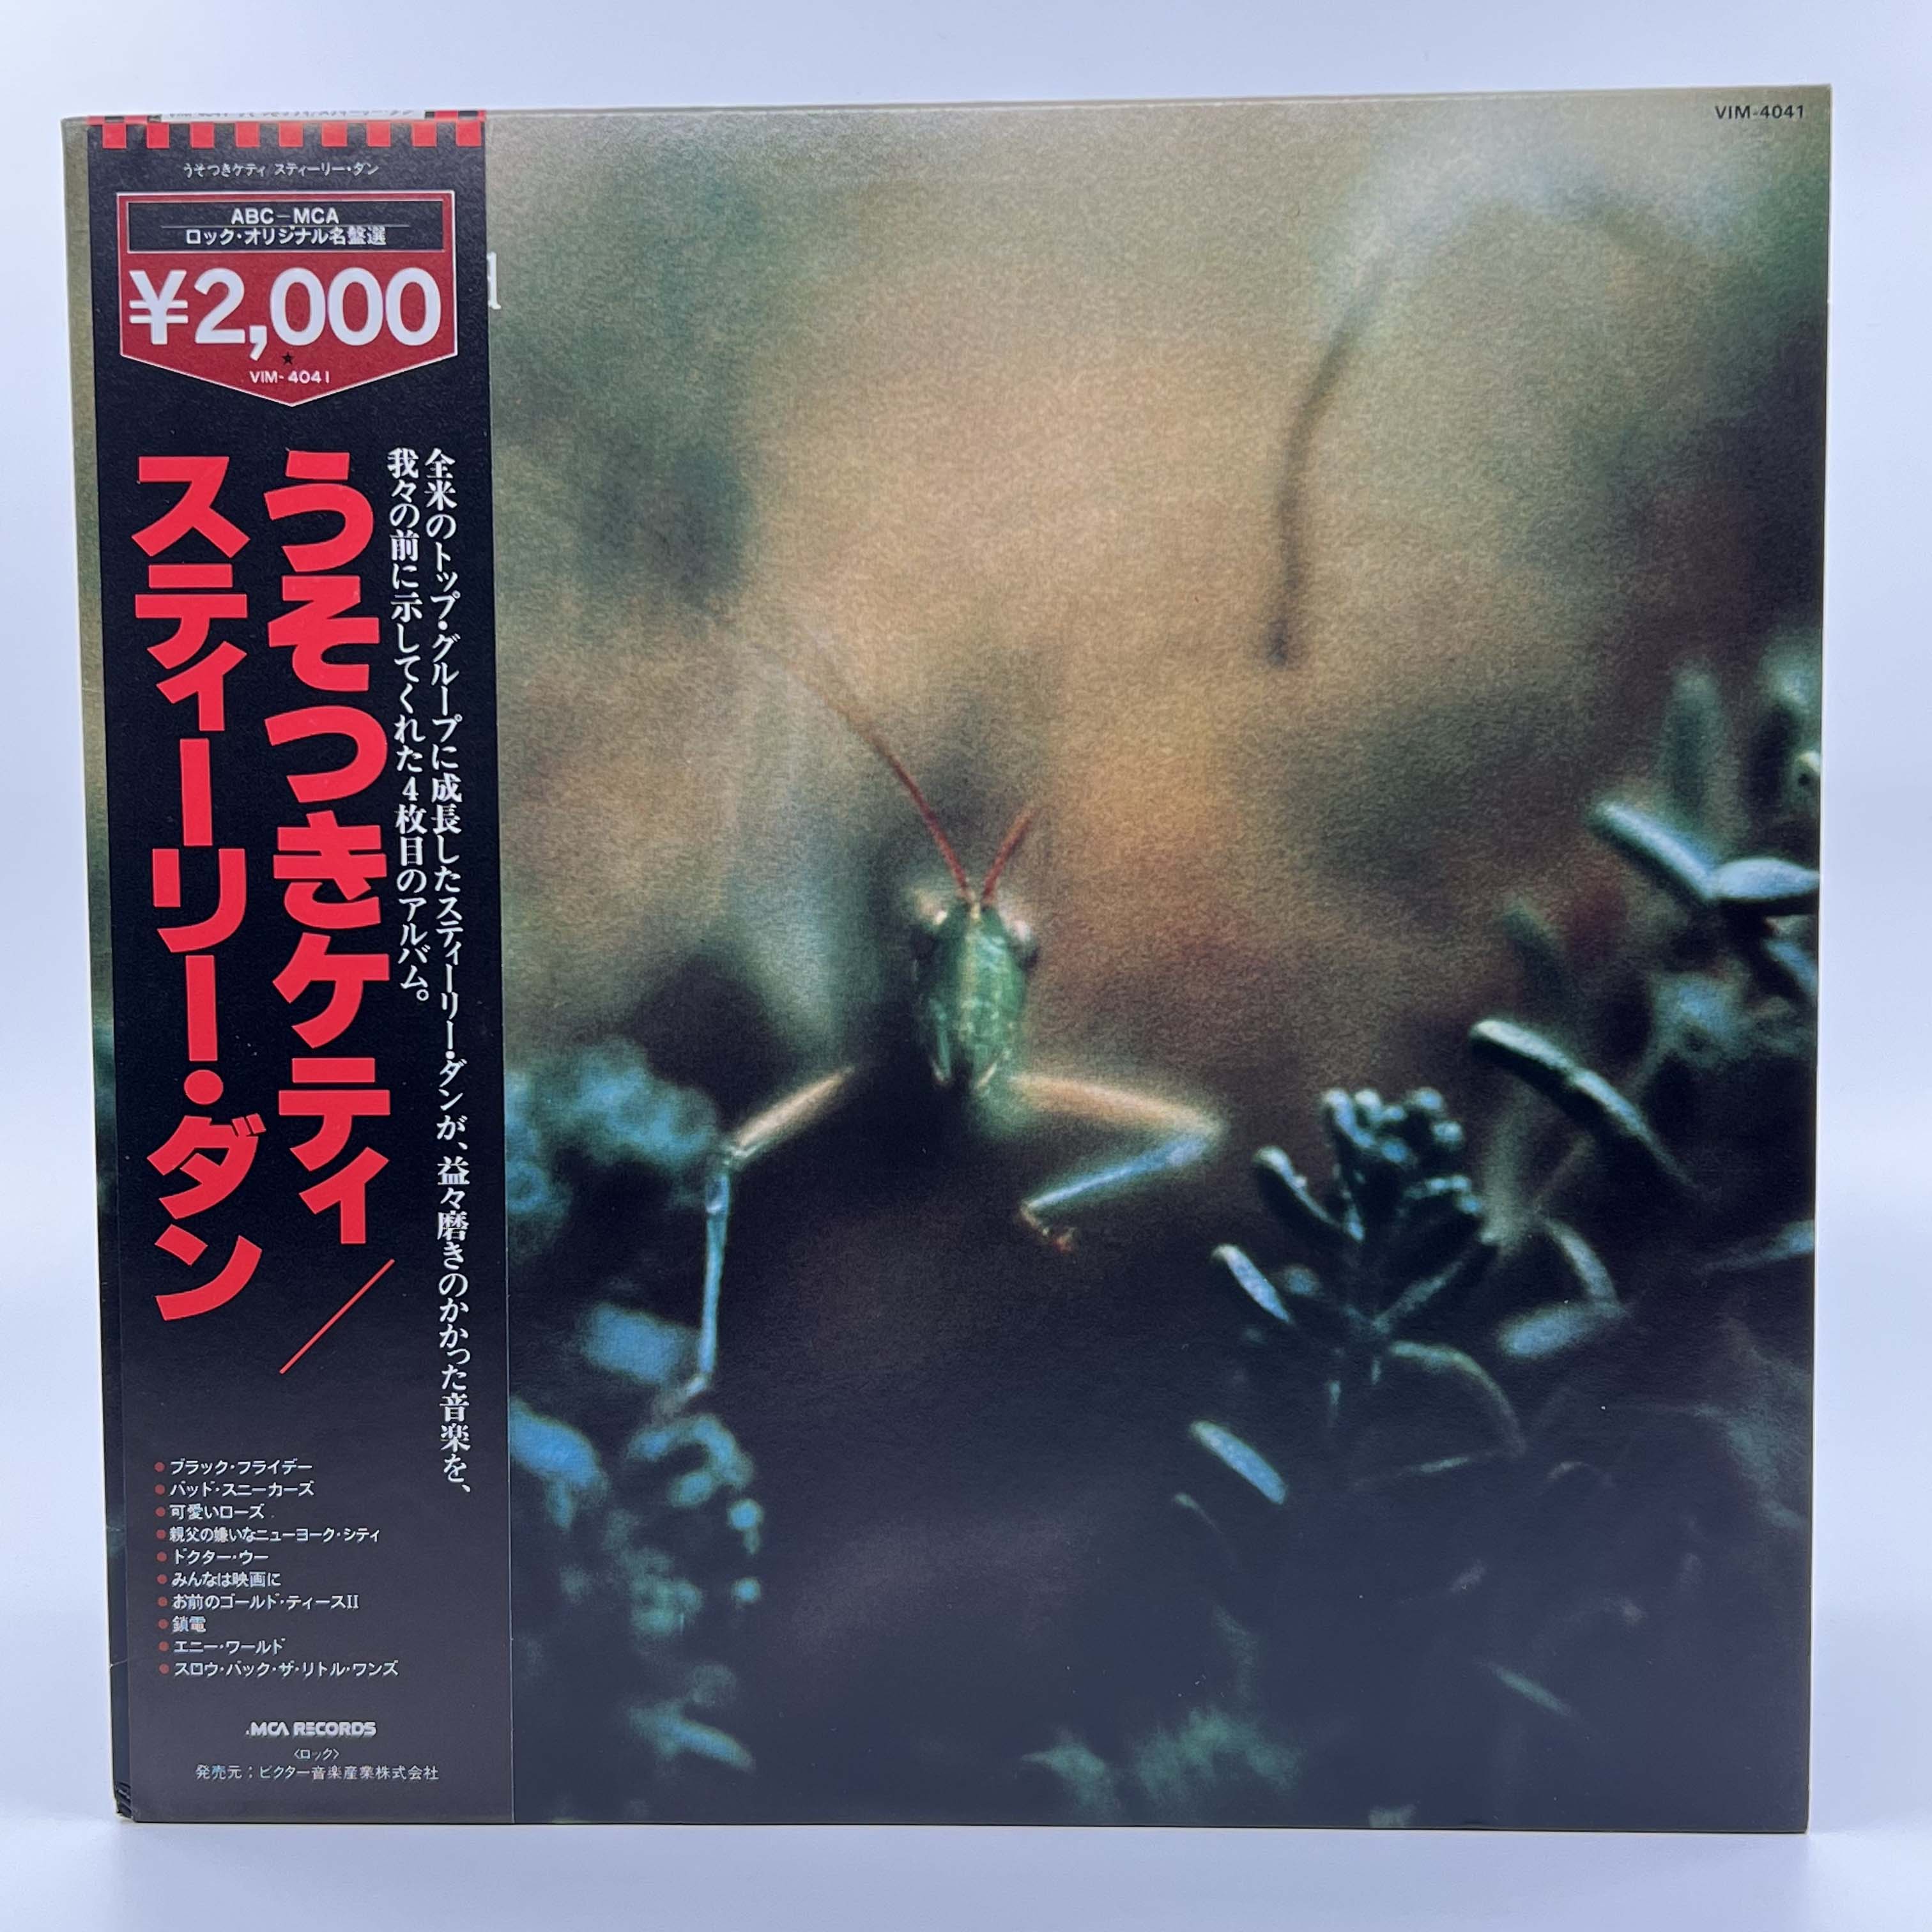 VIM-4041
うそつきケティ/スティーリー・ダン
ABC-MCA
ロック・オリジナル名盤選
¥2,000
★
VIM-4041
全米のトップ・グループに成長したスティーリー・ダンが、益々磨きのかかった音楽を、
我々の前に示してくれた4枚目のアルバム。
うそつきケティ/
スティーリー・ダン
●ブラック・フライデー
●バッド・スニーカーズ
●可愛いローズ
●親父の嫌いなニューヨーク・シティ
●ドクター・ウー
●みんなは映画に
●お前のゴールド・ティースII
●鎖電
●エニー・ワールド
●スロウ・バック・ザ・リトル・ワンズ
MCA RECORDS
〈ロック〉
発売元:ビクター音楽産業株式会社